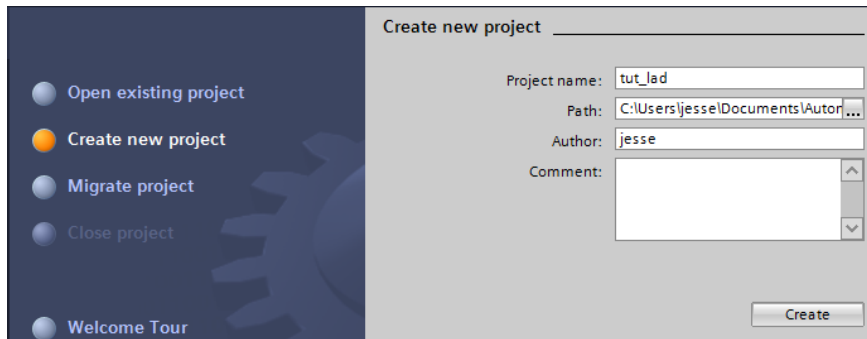 Open existing project
Create new project
Migrate project
Close project
Welcome Tour
Create new project
Project name: tut_lad
Path: C:\Users\jesse\Documents\Autor ...
Author: jesse
Comment:
Create